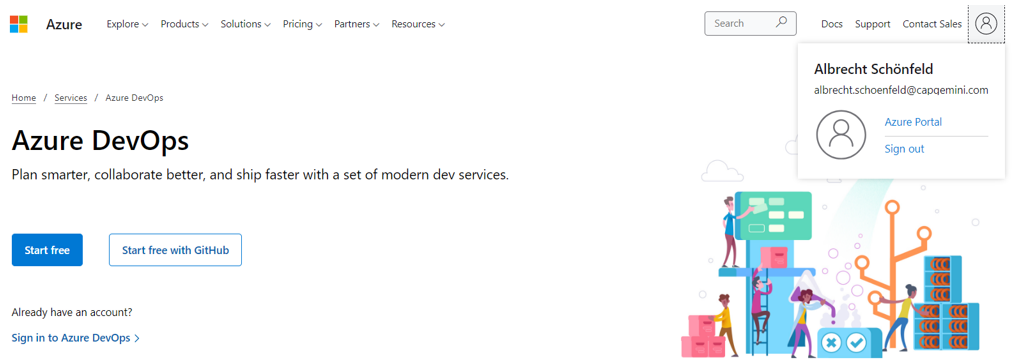 Azure Explore Products Solutions Pricing Partners Resources Search Docs Support Contact Sales
Albrecht Schönfeld
albrecht.schoenfeld@capgemini.com
Azure Portal
Sign out
Home / Services / Azure DevOps
Azure DevOps
Plan smarter, collaborate better, and ship faster with a set of modern dev services.
Start free Start free with GitHub
Already have an account?
Sign in to Azure DevOps